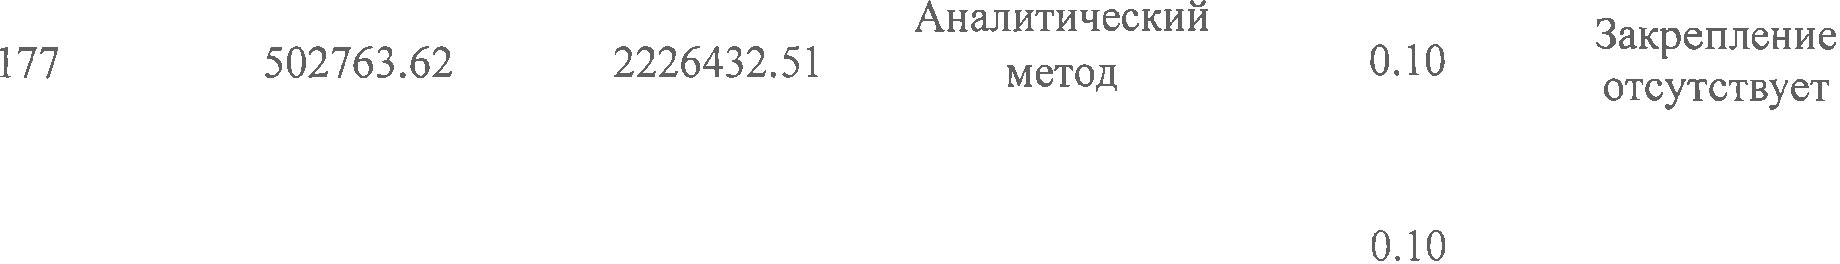 177 502763.62 2226432.51 Аналитический 0.10 Закрепление
метод отсутствует
0.10